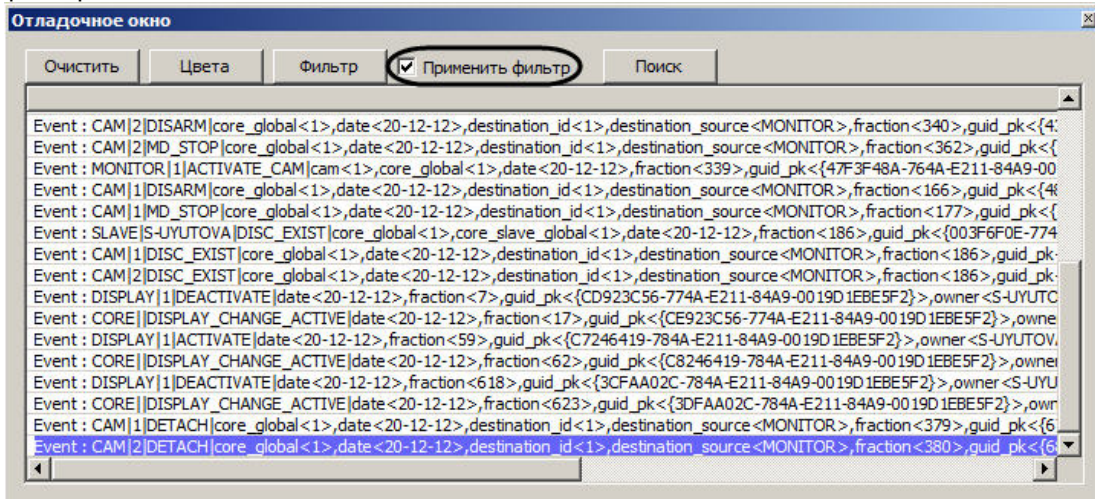 Отладочное окно
Очистить Цвета Фильтр Применить фильтр Поиск
Event : CAM|2|DISARM|core_global<1>,date<20-12-12>,destination_id<1>,destination_source<MONITOR>,fraction<340>,guid_pk<{4
Event : CAM|2|MD_STOP|core_global<1>,date<20-12-12>,destination_id<1>,destination_source<MONITOR>,fraction<362>,guid_pk<{
Event : MONITOR|1|ACTIVATE_CAM|cam<1>,core_global<1>,date<20-12-12>,fraction<339>,guid_pk<{47F3F48A-764A-E211-84A9-00
Event : CAM|1|DISARM|core_global<1>,date<20-12-12>,destination_id<1>,destination_source<MONITOR>,fraction<166>,guid_pk<{4
Event : CAM|1|MD_STOP|core_global<1>,date<20-12-12>,destination_id<1>,destination_source<MONITOR>,fraction<177>,guid_pk<{
Event : SLAVE|S-UYUTOVA|DISC_EXIST|core_global<1>,core_slave_global<1>,date<20-12-12>,fraction<186>,guid_pk<{003F6F0E-774
Event : CAM|1|DISC_EXIST|core_global<1>,date<20-12-12>,destination_id<1>,destination_source<MONITOR>,fraction<186>,guid_pk
Event : CAM|2|DISC_EXIST|core_global<1>,date<20-12-12>,destination_id<1>,destination_source<MONITOR>,fraction<186>,guid_pk
Event : DISPLAY|1|DEACTIVATE|date<20-12-12>,fraction<7>,guid_pk<{CD923C56-774A-E211-84A9-0019D1EBE5F2}>,owner<S-UYUTO
Event : CORE||DISPLAY_CHANGE_ACTIVE|date<20-12-12>,fraction<17>,guid_pk<{CE923C56-774A-E211-84A9-0019D1EBE5F2}>,owne
Event : DISPLAY|1|ACTIVATE|date<20-12-12>,fraction<59>,guid_pk<{C7246419-784A-E211-84A9-0019D1EBE5F2}>,owner<S-UYUTOV
Event : CORE||DISPLAY_CHANGE_ACTIVE|date<20-12-12>,fraction<62>,guid_pk<{C8246419-784A-E211-84A9-0019D1EBE5F2}>,owner
Event : DISPLAY|1|DEACTIVATE|date<20-12-12>,fraction<618>,guid_pk<{3CFAA02C-784A-E211-84A9-0019D1EBE5F2}>,owner<S-UYU
Event : CORE||DISPLAY_CHANGE_ACTIVE|date<20-12-12>,fraction<623>,guid_pk<{3DFAA02C-784A-E211-84A9-0019D1EBE5F2}>,own
Event : CAM|1|DETACH|core_global<1>,date<20-12-12>,destination_id<1>,destination_source<MONITOR>,fraction<379>,guid_pk<{6
Event : CAM|2|DETACH|core_global<1>,date<20-12-12>,destination_id<1>,destination_source<MONITOR>,fraction<380>,guid_pk<{6